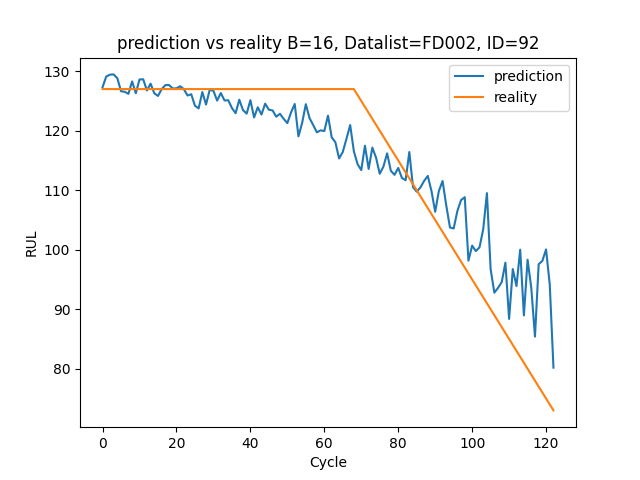 prediction vs reality B=16, Datalist=FD002, ID=92
prediction
reality
130
120
110
100
90
80
RUL
0 20 40 60 80 100 120
Cycle